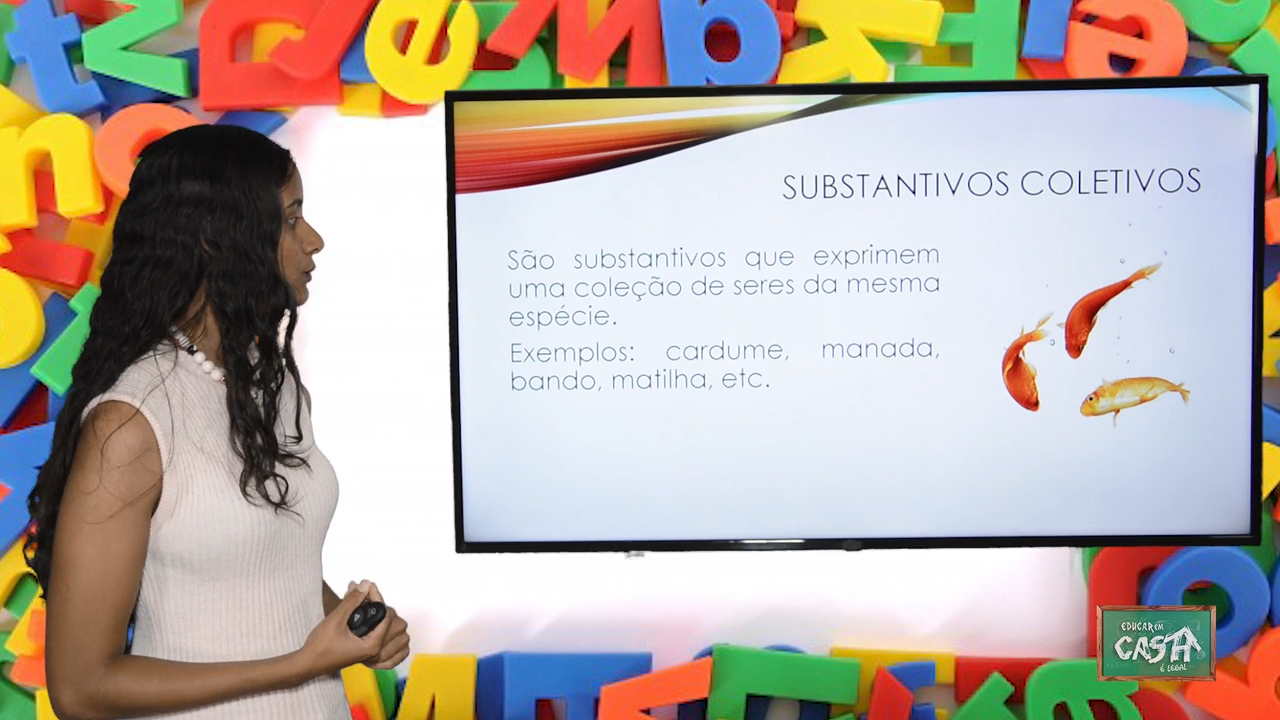 SUBSTANTIVOS COLETIVOS
São substantivos que exprimem
uma coleção de seres da mesma
espécie.
Exemplos: cardume, manada,
bando, matilha, etc.
EDUCAR EM
CASA
É LEGAL